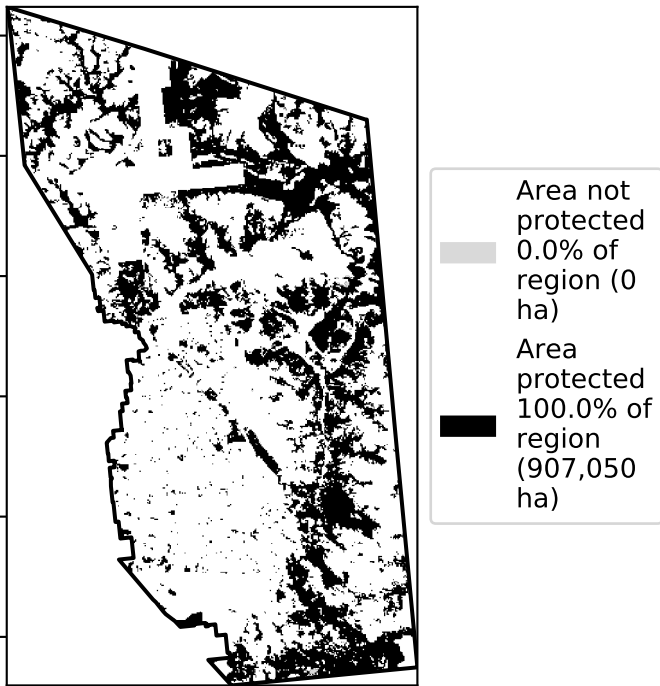 Area not
protected
0.0% of
region (0
ha)
Area
protected
100.0% of
region
(907,050
ha)